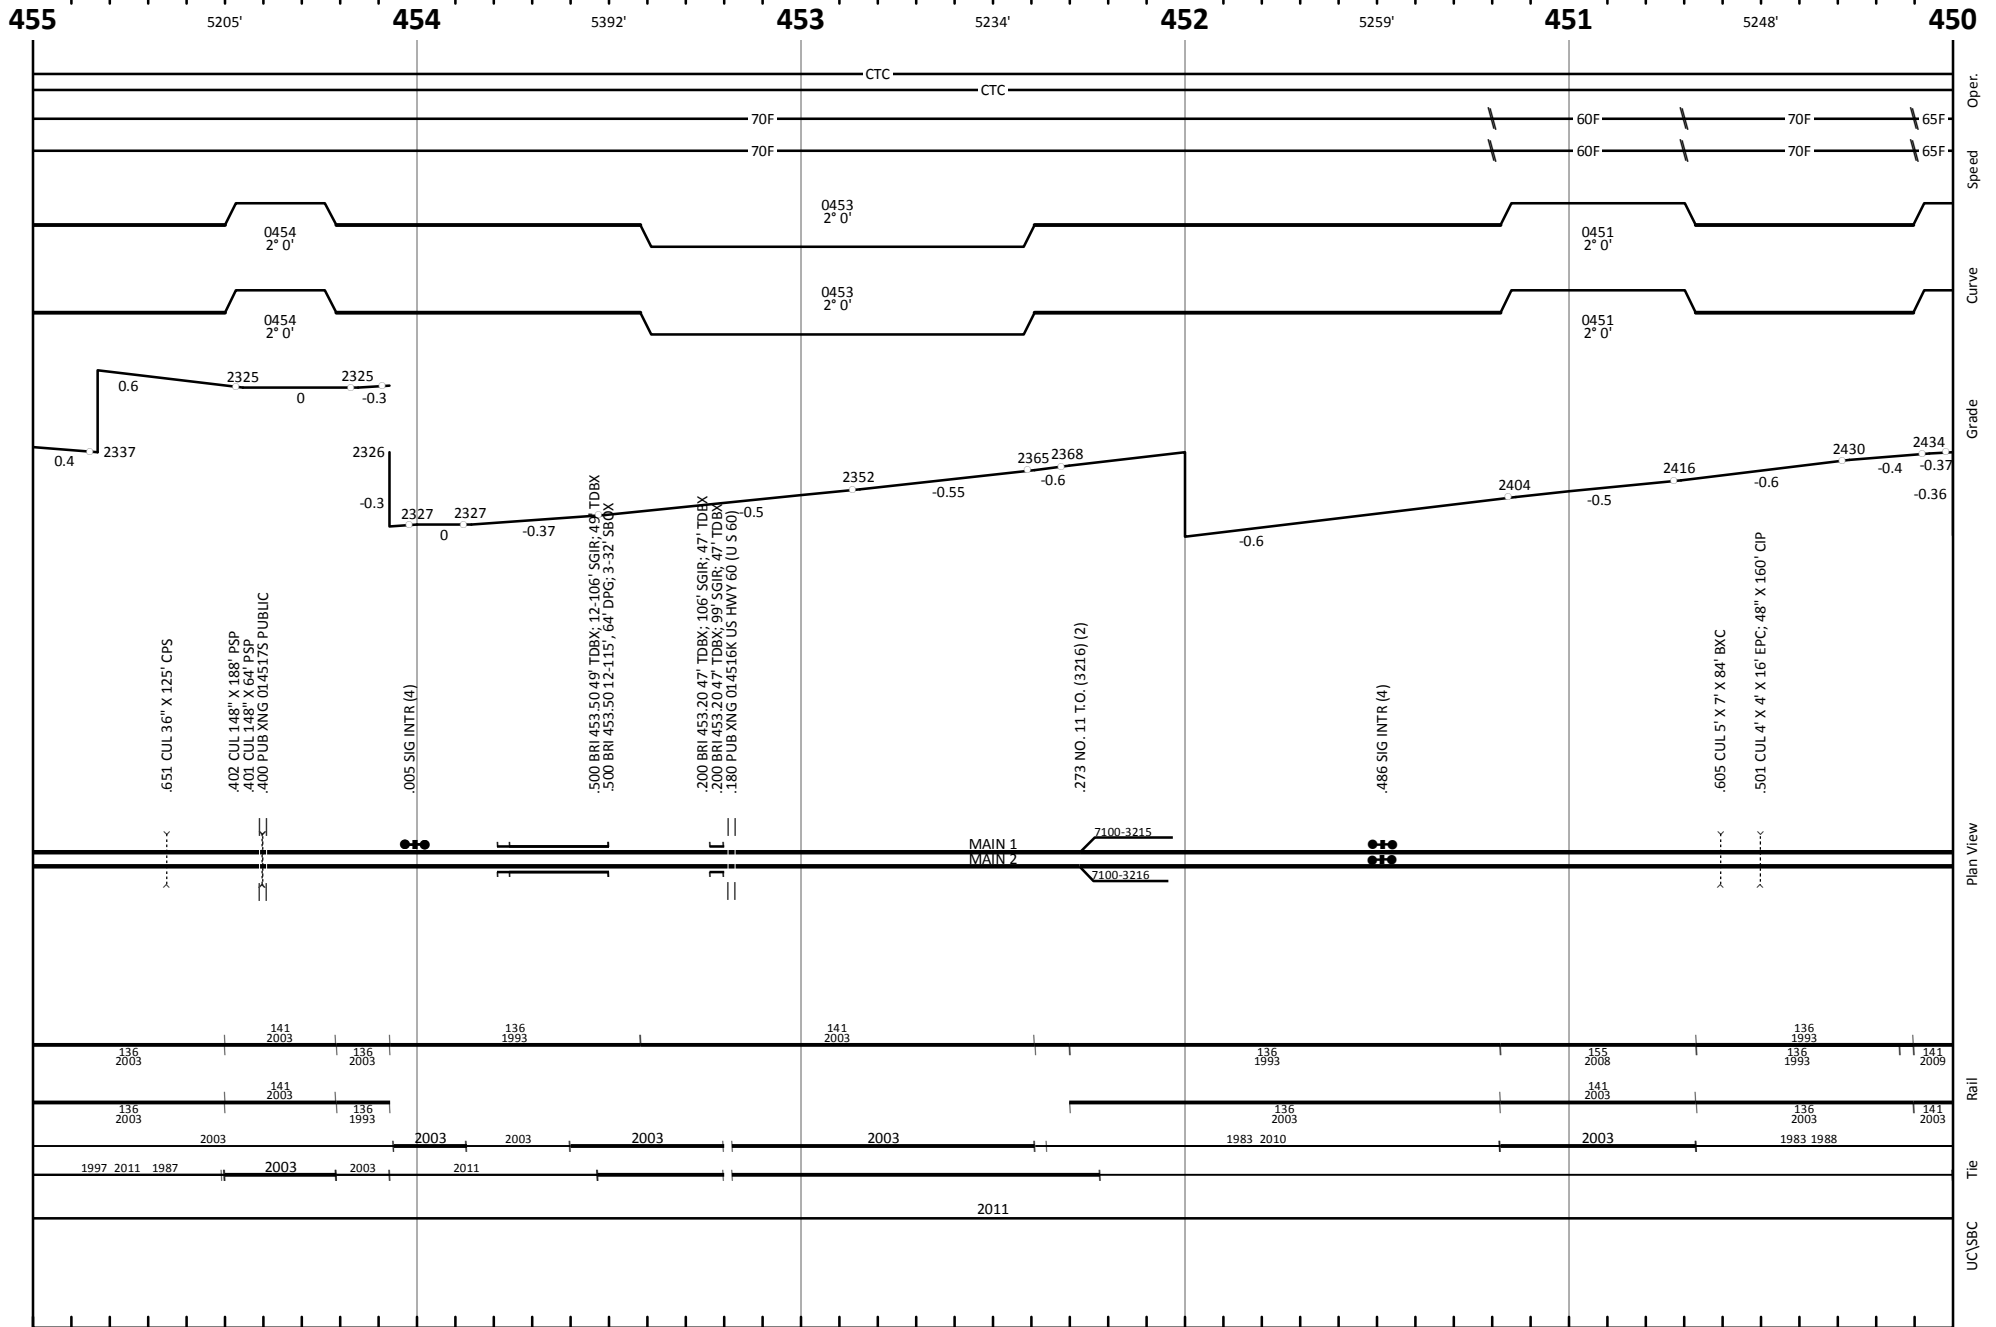 455 5205' 454 5392' 453 5234' 452 5259' 451 5248' 450
CTC
CTC
Oper.
70F 60F 70F 65F
70F 60F 70F 65F
Speed
0454
2° 0'
0453
2° 0'
0451
2° 0'
0454
2° 0'
0453
2° 0'
0451
2° 0'
Curve
0.6 2325 0 2325 -0.3
0.4 2337 2326 -0.3 2327 0 2327 -0.37 -0.5 2352 -0.55 2365 2368 -0.6
-0.6 2404 -0.5 2416 -0.6 2430 -0.4 2434 -0.37
-0.36
Grade
.651 CUL 36" X 125' CPS
.402 CUL 148" X 188' PSP
.401 CUL 148" X 64' PSP
.400 PUB XNG 014517S PUBLIC
.005 SIG INTR (4)
.500 BRI 453.50 49' TDBX; 12-106' SGIR; 49' TDBX
.500 BRI 453.50 12-115', 64' DPG; 3-32' SBOX
.200 BRI 453.20 47' TDBX; 106' SGIR; 47' TDBX
.200 BRI 453.20 47' TDBX; 99' SGIR; 47' TDBX
.180 PUB XNG 014516K US HWY 60 (U S 60)
.273 NO. 11 T.O. (3216) (2)
.486 SIG INTR (4)
.605 CUL 5' X 7' X 84' BXC
.501 CUL 4' X 4' X 16' EPC; 48" X 160' CIP
MAIN 1
MAIN 2
7100-3215
7100-3216
Plan View
136
2003
141
2003
136
2003
136
1993
141
2003
136
1993
155
2008
136
1993
136
1993
141
2009
136
2003
141
2003
136
1993
136
2003
141
2003
136
2003
141
2003
Rail
2003 2003 2003 2003 2003 1983 2010 2003 1983 1988
1997 2011 1987 2003 2003 2011
Tie
2011
UC\SBC